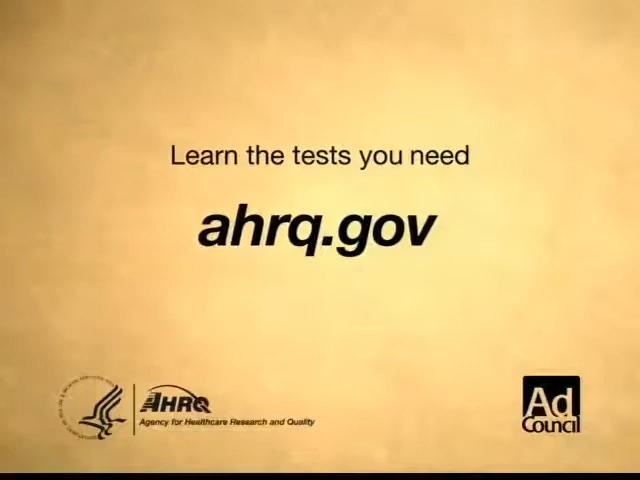 Learn the tests you need
ahrq.gov
AHRQ
Agency for Healthcare Research and Quality
Ad
Council